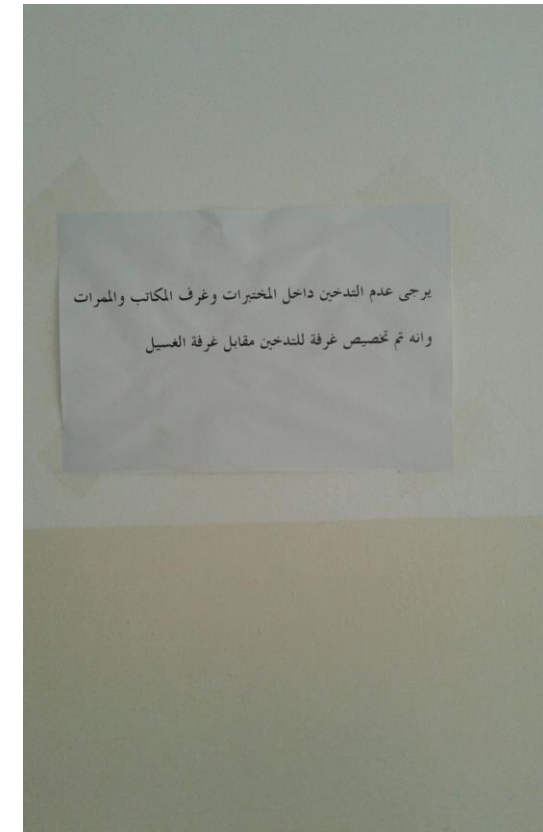 يرجى عدم التدخين داخل المختبرات وغرف المكاتب والممرات
وانه تم تخصيص غرفة للتدخين مقابل غرفة الغسيل